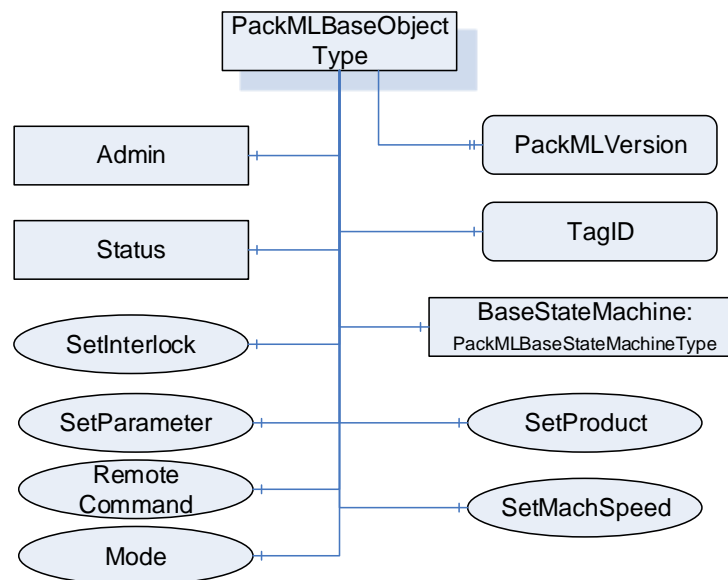 PackMLBaseObject
Type
Admin
PackMLVersion
Status
TagID
BaseStateMachine:
PackMLBaseStateMachineType
SetInterlock
SetParameter
SetProduct
Remote
Command
SetMachSpeed
Mode